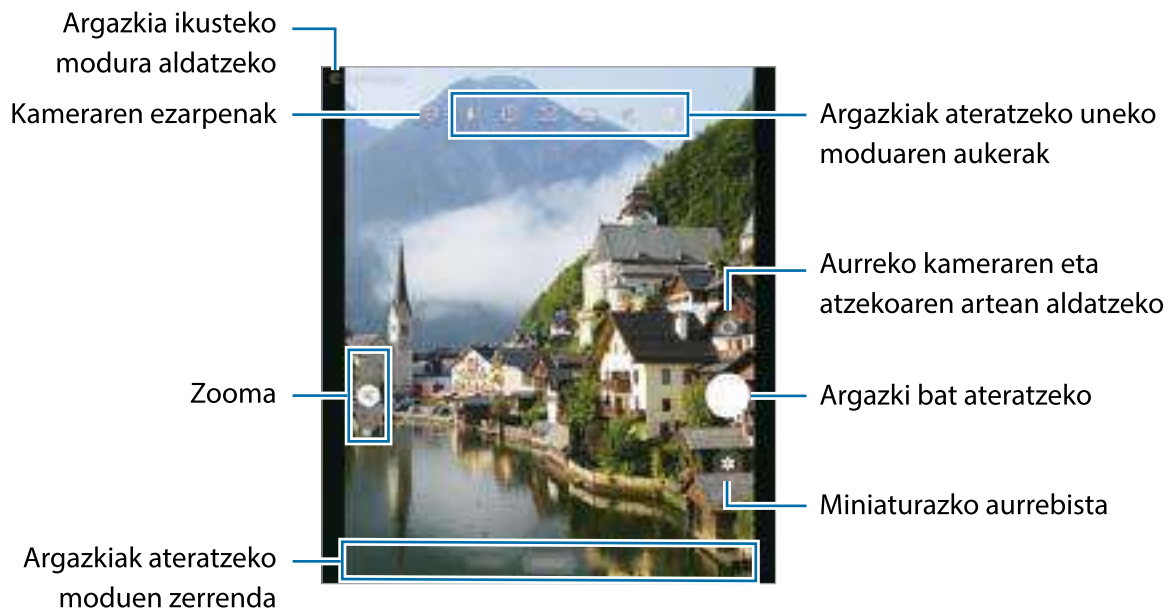 Argazkia ikusteko
modura aldatzeko
Kameraren ezarpenak
Zooma
Argazkiak ateratzeko
moduen zerrenda
Argazkiak ateratzeko uneko
moduaren aukerak
Aurreko kameraren eta
atzekoaren artean aldatzeko
Argazki bat ateratzeko
Miniaturazko aurrebista